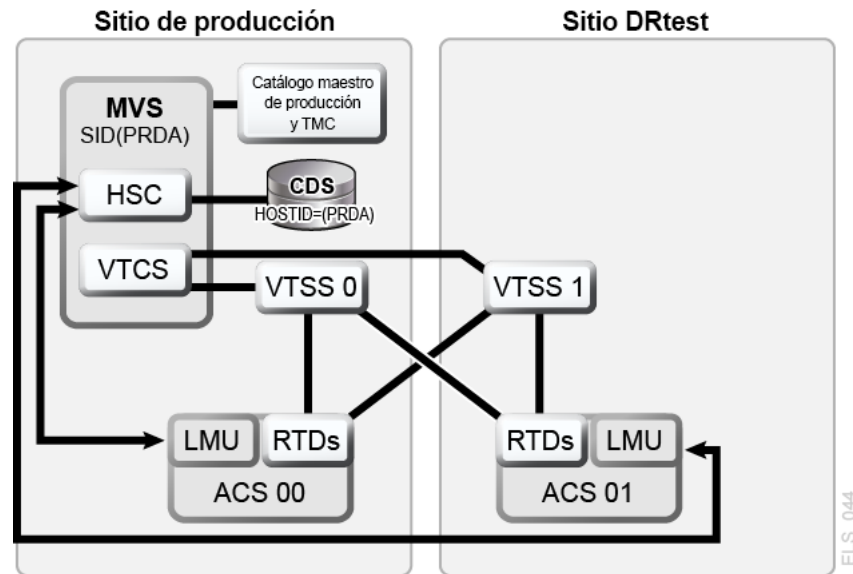 Sitio de producción
Sitio DRtest
MVS
SID(PRDA)
Catálogo maestro
de producción
y TMC
HSC
CDS
HOSTID=(PRDA)
VTCS
VTSS 0
VTSS 1
LMU
RTDs
ACS 00
RTDs
LMU
ACS 01
ELS_044